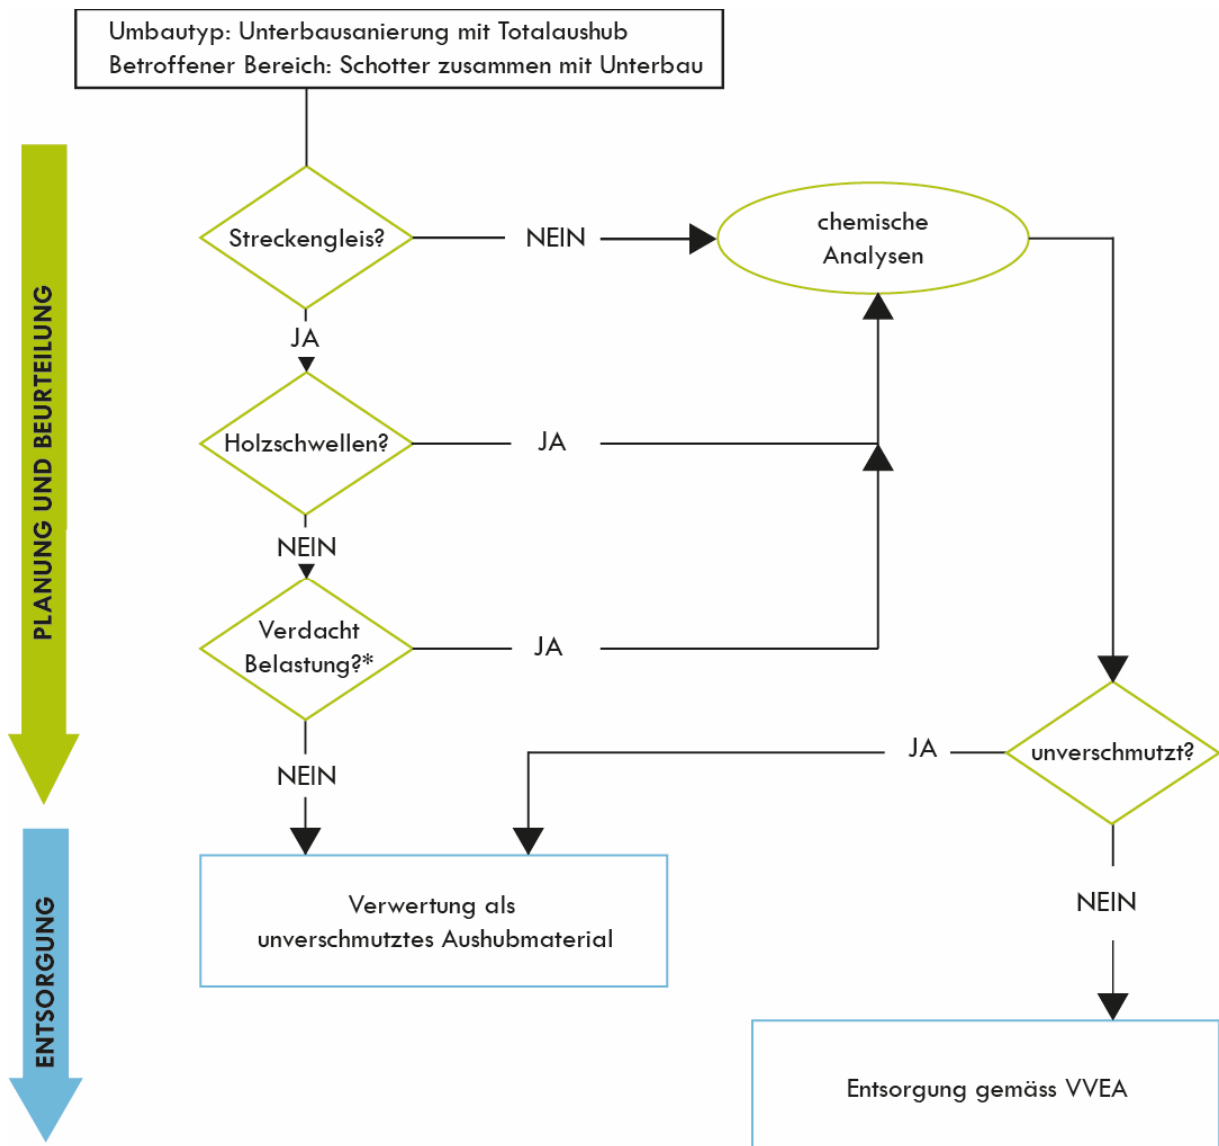 Umbautyp: Unterbausanierung mit Totalaushub
Betroffener Bereich: Schotter zusammen mit Unterbau
PLANUNG UND BEURTEILUNG
Streckengleis?
NEIN
chemische
Analysen
JA
Holzschwellen?
JA
NEIN
Verdacht
Belastung?*
JA
NEIN
JA
unverschmutzt?
ENTSORGUNG
Verwertung als
unverschmutztes Aushubmaterial
NEIN
Entsorgung gemäss VVEA